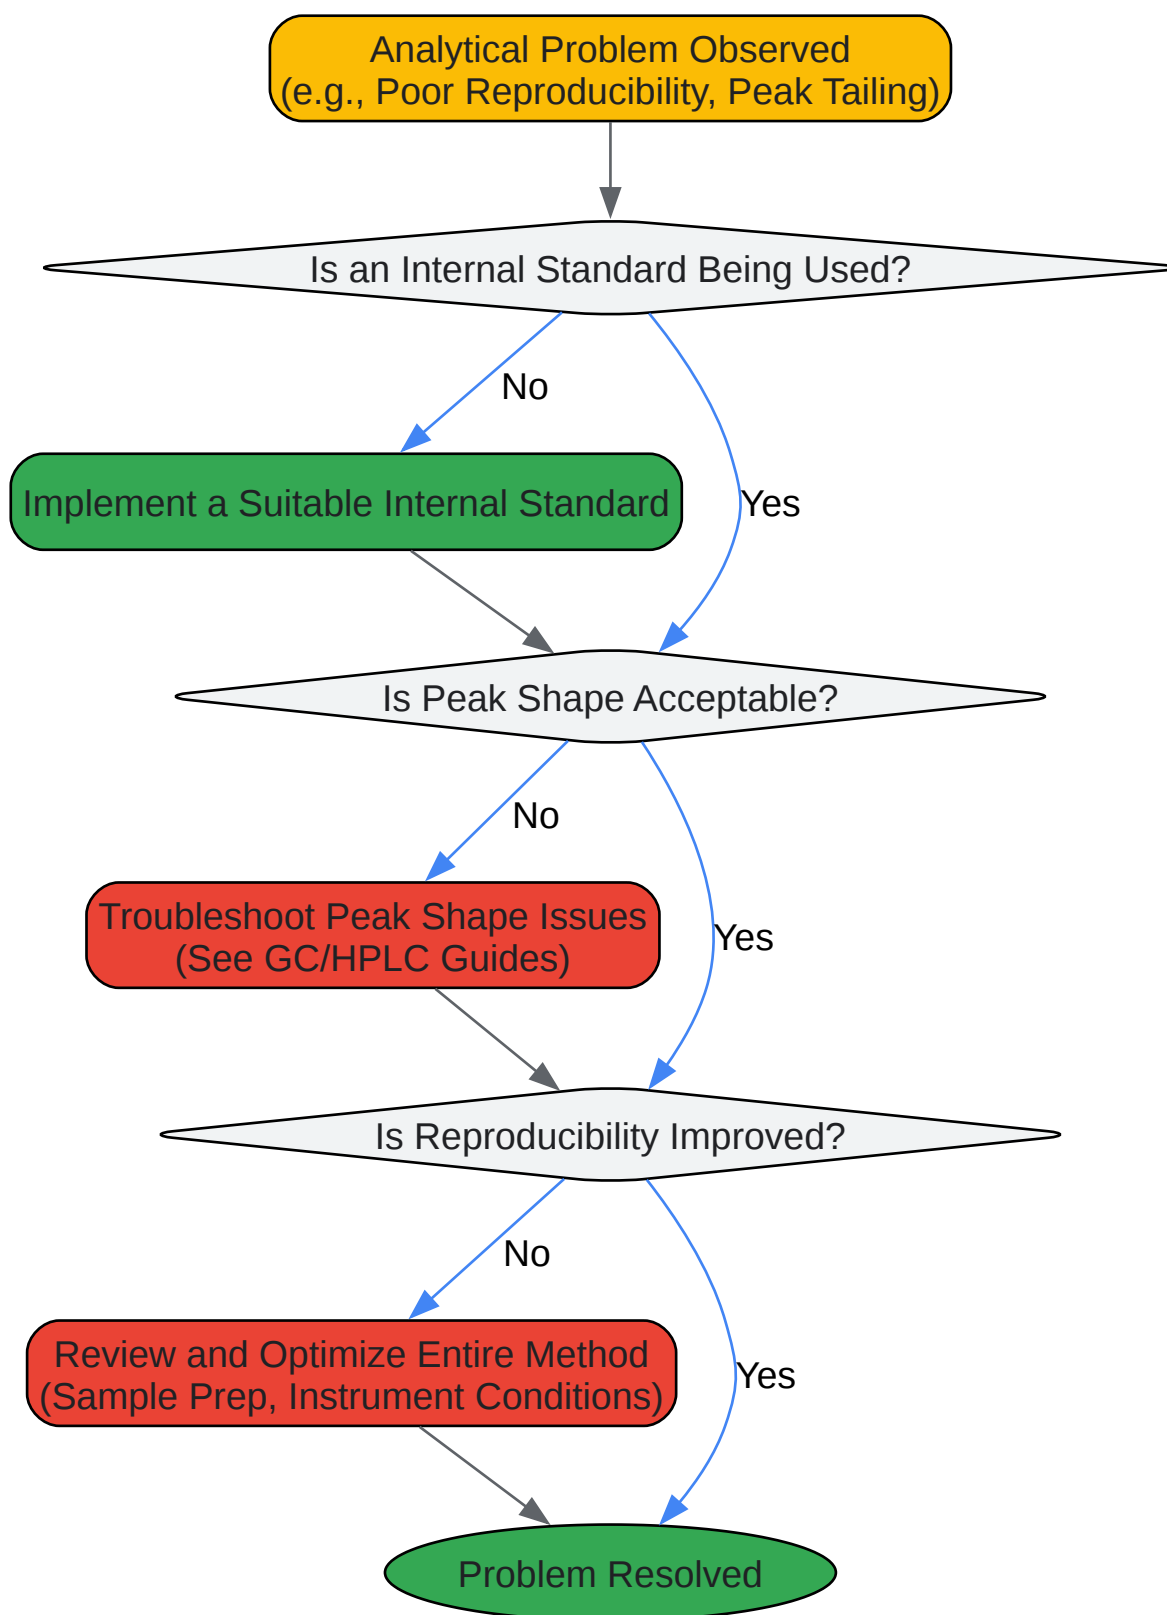 Analytical Problem Observed
(e.g., Poor Reproducibility, Peak Tailing)
Is an Internal Standard Being Used?
No
Implement a Suitable Internal Standard
Yes
Is Peak Shape Acceptable?
No
Troubleshoot Peak Shape Issues
(See GC/HPLC Guides)
Yes
Is Reproducibility Improved?
No
Review and Optimize Entire Method
(Sample Prep, Instrument Conditions)
Yes
Problem Resolved